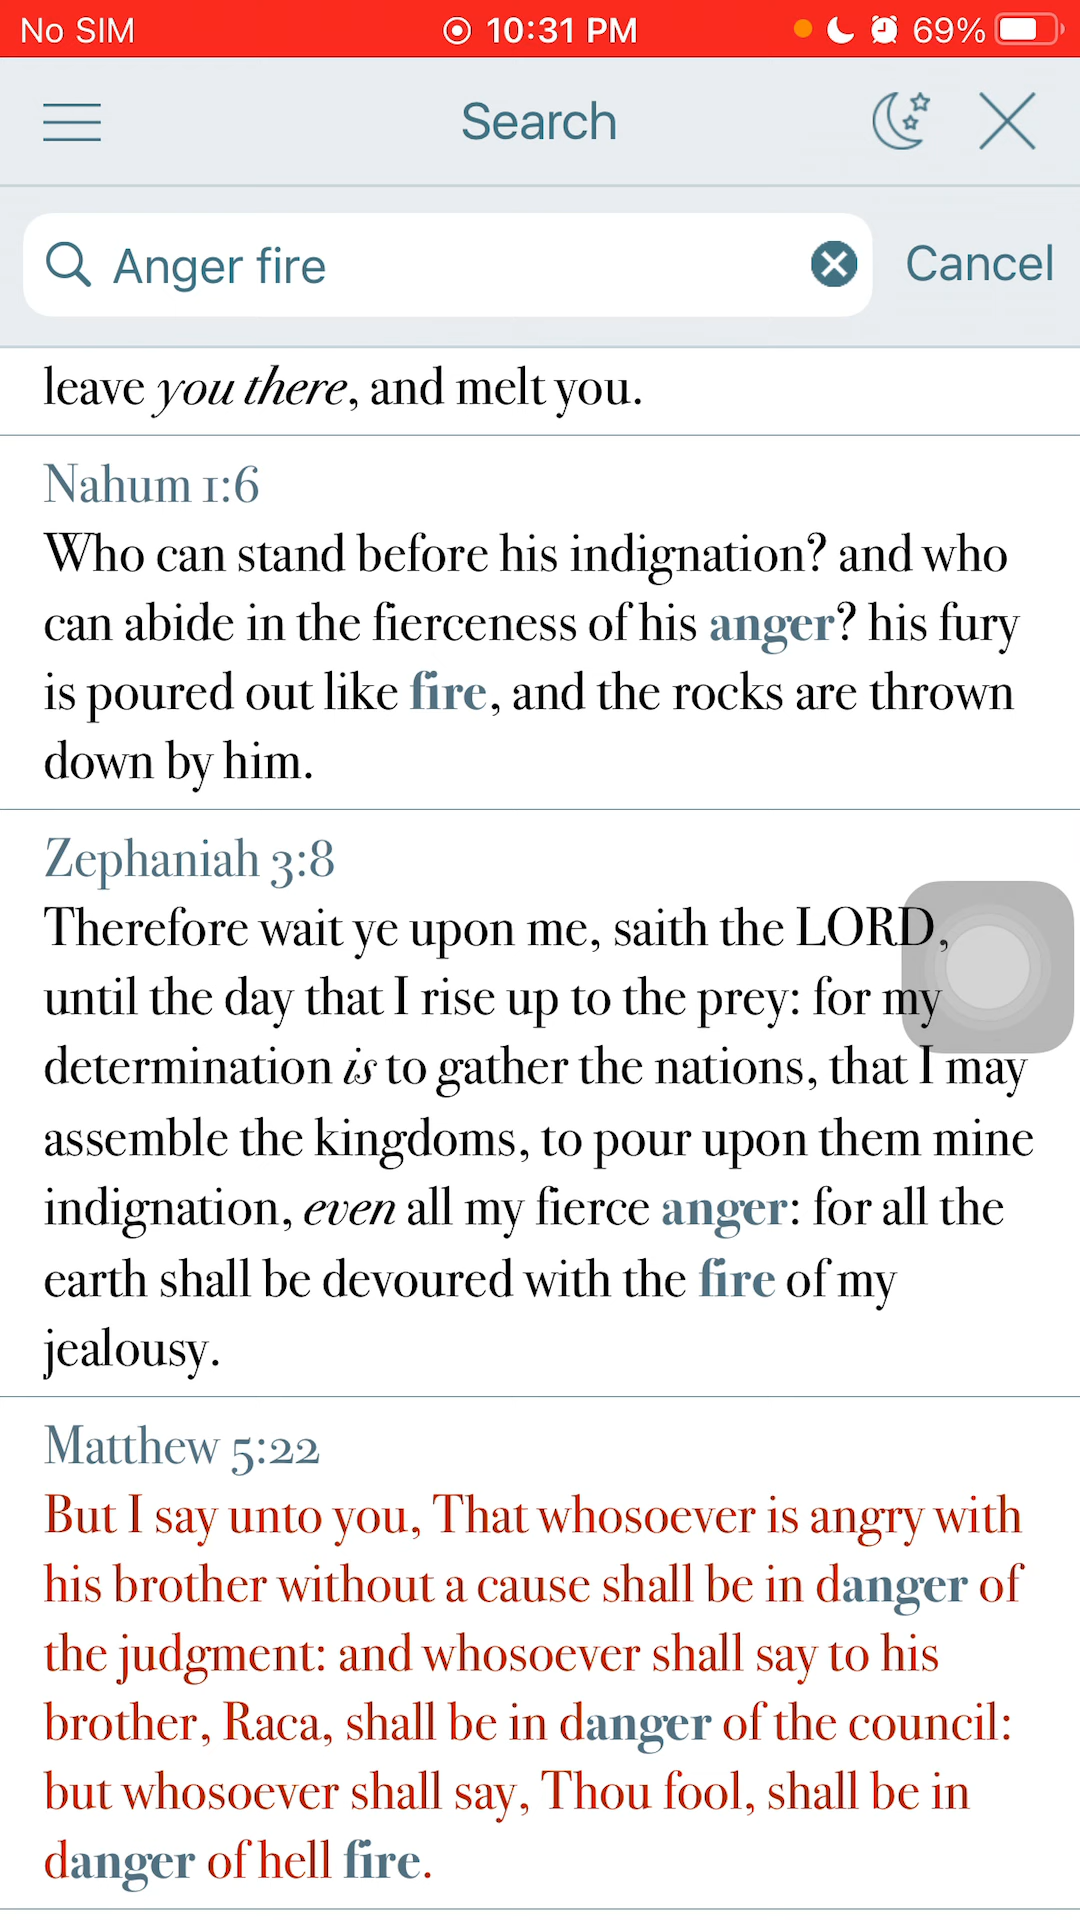 No SIM
10:31 PM
69%
Search
Anger fire
Cancel
leave you there, and melt you.
Nahum 1:6
Who can stand before his indignation? and who
can abide in the fierceness of his anger? his fury
is poured out like fire, and the rocks are thrown
down by him.
Zephaniah 3:8
Therefore wait ye upon me, saith the LORD,
until the day that I rise up to the prey: for my
determination is to gather the nations, that I may
assemble the kingdoms, to pour upon them mine
indignation, even all my fierce anger: for all the
earth shall be devoured with the fire of my
jealousy.
Matthew 5:22
But I say unto you, That whosoever is angry with
his brother without a cause shall be in danger of
the judgment: and whosoever shall say to his
brother, Raca, shall be in danger of the council:
but whosoever shall say, Thou fool, shall be in
danger of hell fire.